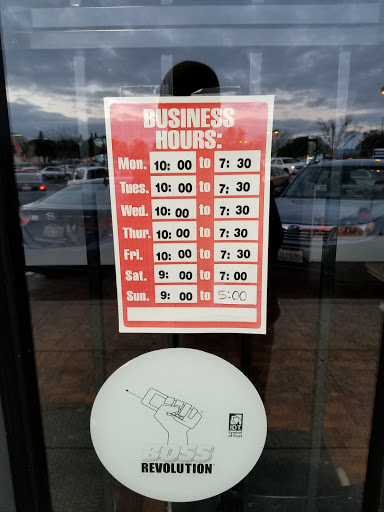 BUSINESS
HOURS:
Mon. 10: 00 to 7: 30
Tues. 10: 00 to 7: 30
Wed. 10: 00 to 7: 30
Thur. 10: 00 to 7: 30
Fri. 10: 00 to 7: 30
Sat. 9: 00 to 7: 00
Sun. 9: 00 to 5:00
BOSS
REVOLUTION